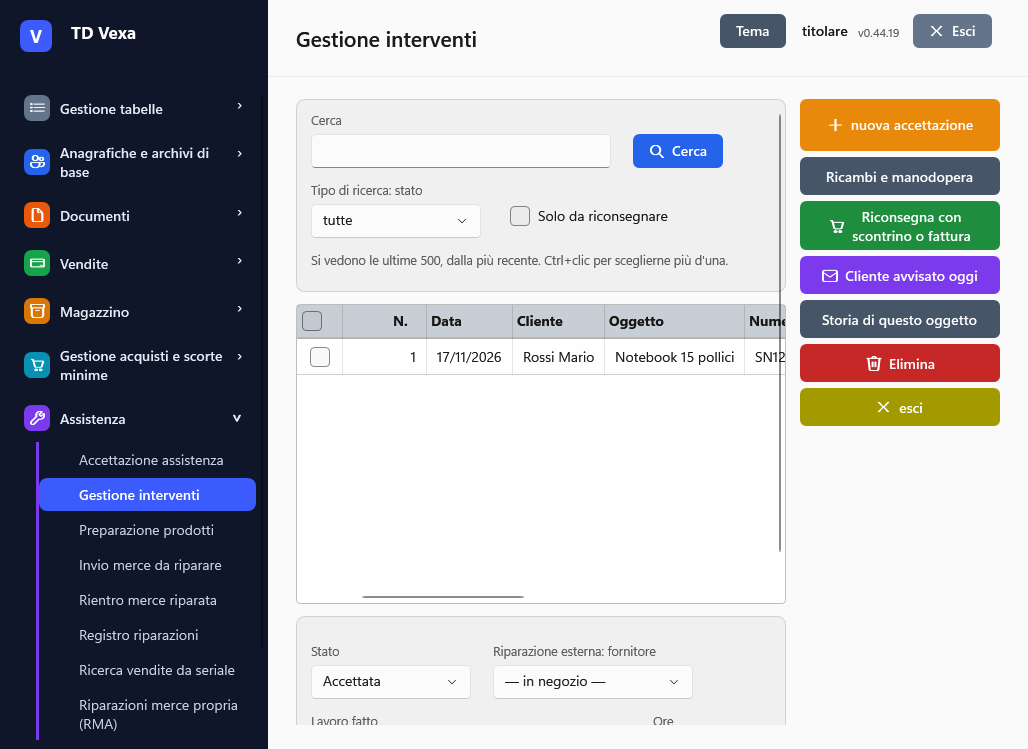 V TD Vexa
Gestione tabelle
Anagrafiche e archivi di
base
Documenti
Vendite
Magazzino
Gestione acquisti e scorte
minime
Assistenza
Accettazione assistenza
Gestione interventi
Preparazione prodotti
Invio merce da riparare
Rientro merce riparata
Registro riparazioni
Ricerca vendite da seriale
Riparazioni merce propria
(RMA)
Gestione interventi
Tema titolare v0.44.19 Esci
Cerca
Cerca
Tipo di ricerca: stato
tutte Solo da riconsegnare
Si vedono le ultime 500, dalla più recente. Ctrl+clic per sceglierne più d'una.
N. Data Cliente Oggetto Nume
1 17/11/2026 Rossi Mario Notebook 15 pollici SN12
Stato Riparazione esterna: fornitore
Accettata — in negozio —
Lavoro fatto Ore
nuova accettazione
Ricambi e manodopera
Riconsegna con
scontrino o fattura
Cliente avvisato oggi
Storia di questo oggetto
Elimina
esci